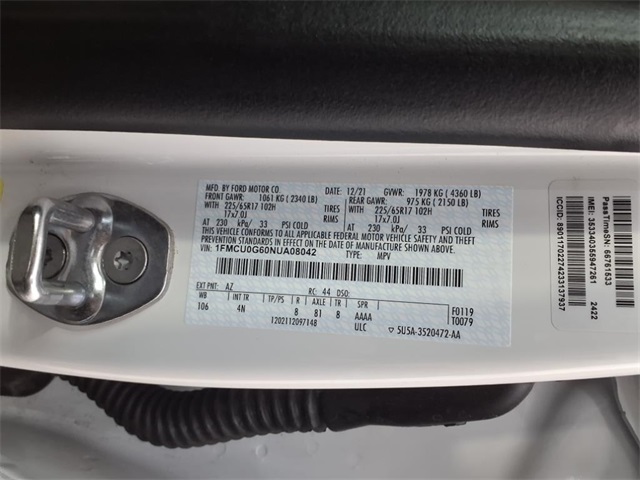 MFD. BY FORD MOTOR CO. 12/21 GVWR: 1978 KG ( 4360 LB)
FRONT GAWR: 1061 KG ( 2340 LB) REAR GAWR: 975 KG ( 2150 LB)
225/65R17 102H TIRES 225/65R17 102H TIRES
17x7.0J RIMS 17x7.0J RIMS
AT 230 kPa/ 33 PSI COLD AT 230 kPa/ 33 PSI COLD
THIS VEHICLE CONFORMS TO ALL APPLICABLE FEDERAL MOTOR VEHICLE SAFETY AND
THEFT PREVENTION STANDARDS IN EFFECT ON THE DATE OF MANUFACTURE SHOWN ABOVE.
VIN: 1FMCU0G60NUA08042 TYPE: MPV
EXT PNT: AZ RC: 44 DSO:
WB INT TR TP/PS R AXLE TR SPR F0119
106 4N 8 81 8 AAAA T0079
1202112097148 ULC 5U5A-3520472-AA
PassTimeSN: 66761533
IMEI: 353340355947261 2422
ICCID: 8901170227423313793​7